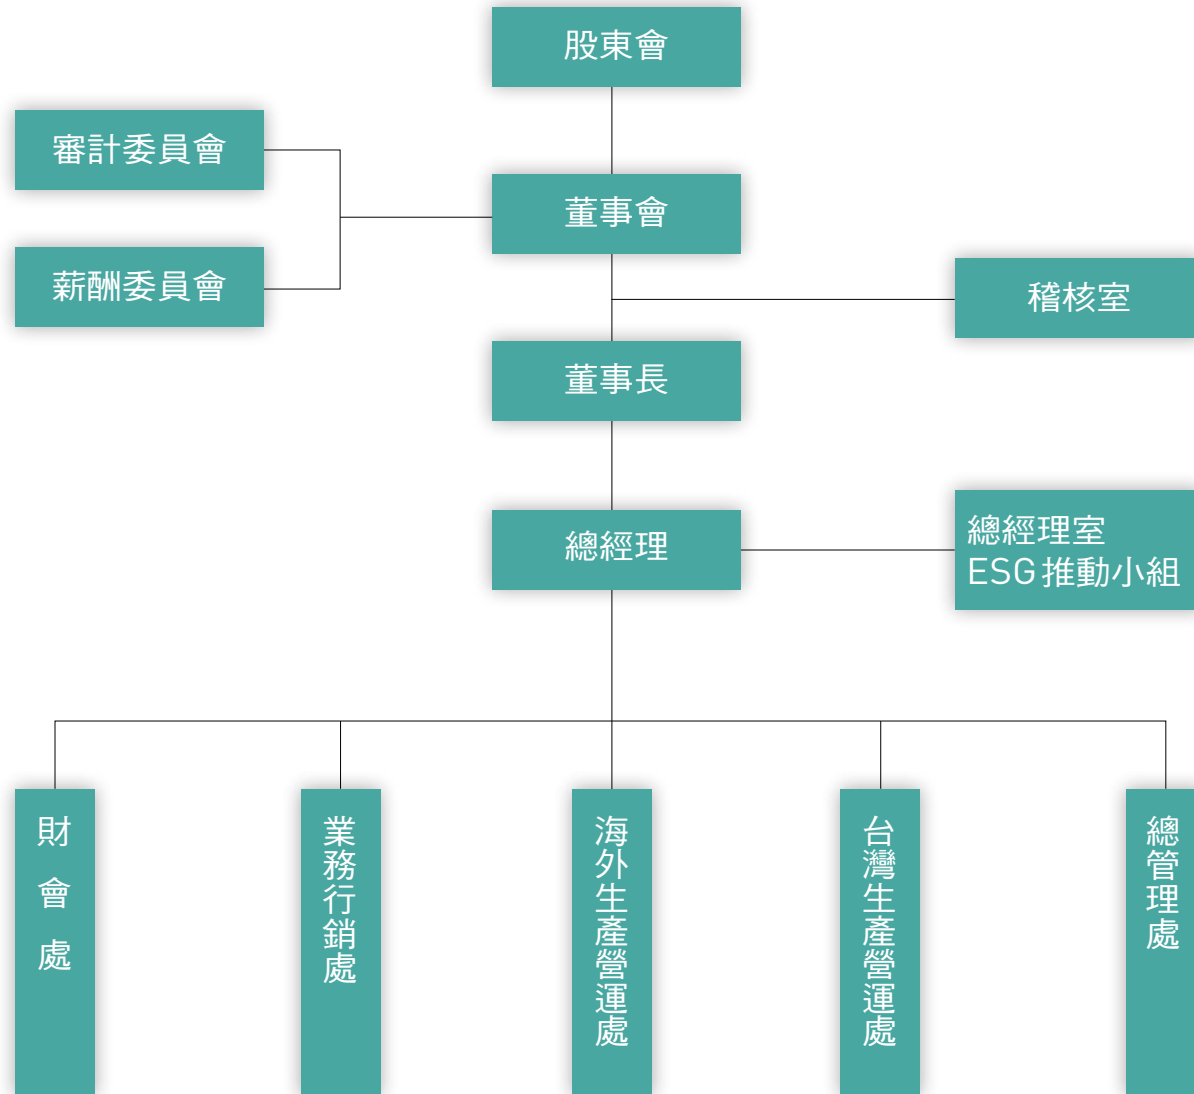 股東會
審計委員會
董事會
薪酬委員會
稽核室
董事長
總經理
總經理室
ESG推動小組
財會處
業務行銷處
海外生產營運處
台灣生產營運處
總管理處